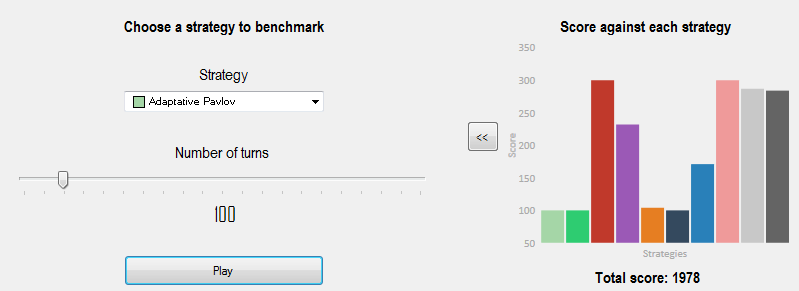 Choose a strategy to benchmark
Strategy
Adaptative Pavlov
Number of turns
100
Play
<<
Score against each strategy
350
300
250
200
150
100
50
Score
Strategies
Total score: 1978